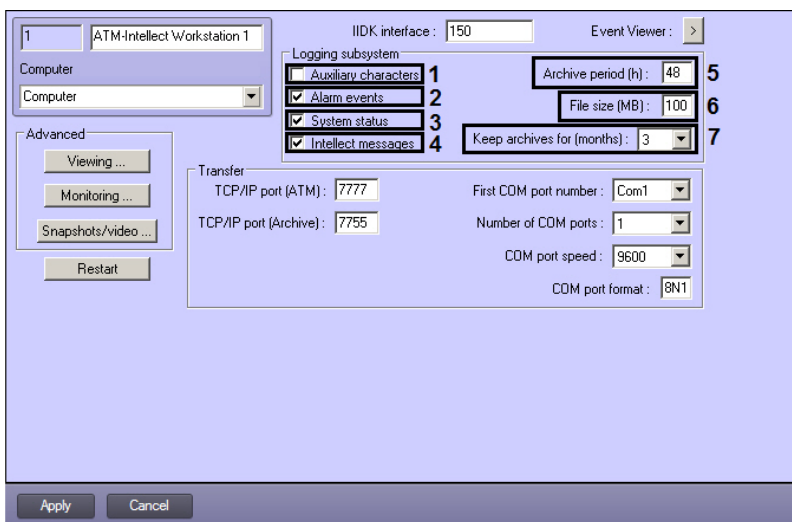 1 ATM-Intellect Workstation 1 IIDK interface : 150 Event Viewer : >
Computer
Computer
Logging subsystem
Auxiliary characters 1
Alarm events 2
System status 3
Intellect messages 4
Archive period (h) : 48 5
File size (MB) : 100 6
Keep archives for (months) : 3 7
Advanced
Viewing ...
Monitoring ...
Snapshots/video ...
Restart
Transfer
TCP/IP port (ATM) : 7777
TCP/IP port (Archive) : 7755
First COM port number : Com1
Number of COM ports : 1
COM port speed : 9600
COM port format : 8N1
Apply Cancel